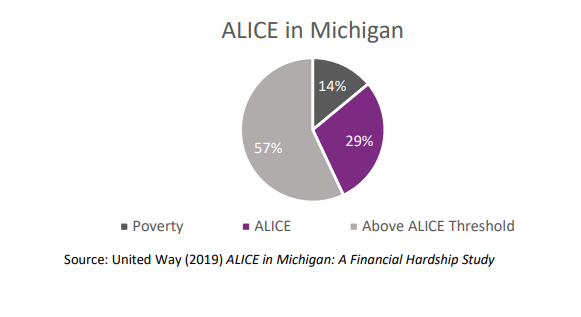 ALICE in Michigan
14%
29%
57%
Poverty
ALICE
Above ALICE Threshold
Source: United Way (2019) ALICE in Michigan: A Financial Hardship Study